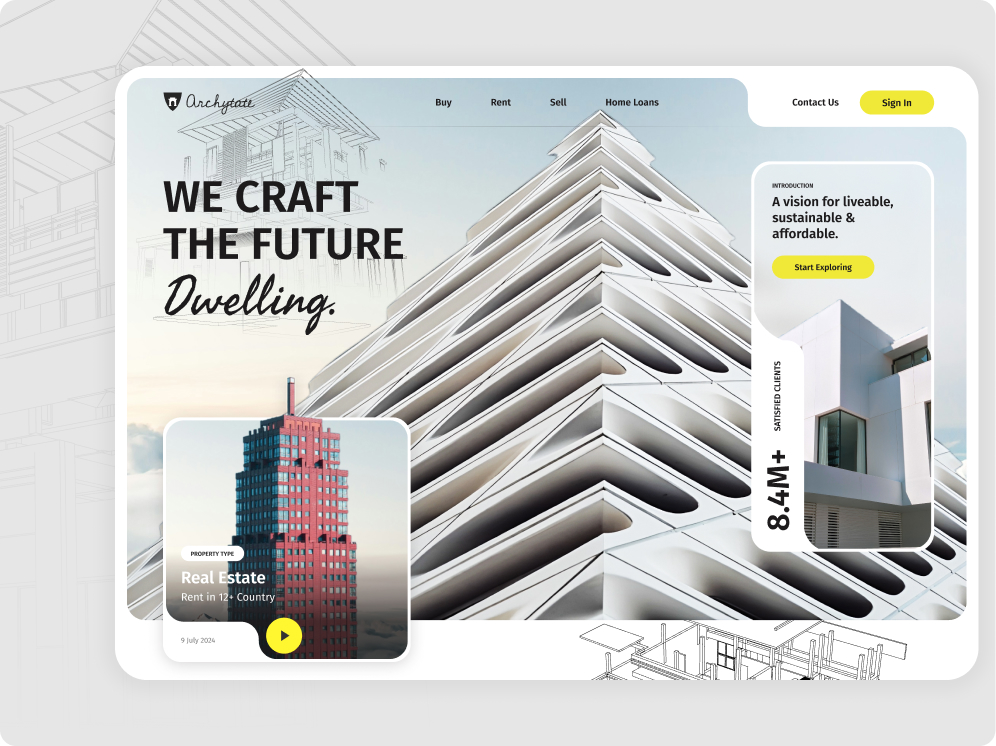 Archytate
Buy
Rent
Sell
Home Loans
Contact Us
Sign In
WE CRAFT
THE FUTURE
Dwelling.
INTRODUCTION
A vision for liveable,
sustainable &
affordable.
Start Exploring
SATISFIED CLIENTS
8.4M+
PROPERTY TYPE
Real Estate
Rent in 12+ Country
9 July 2024